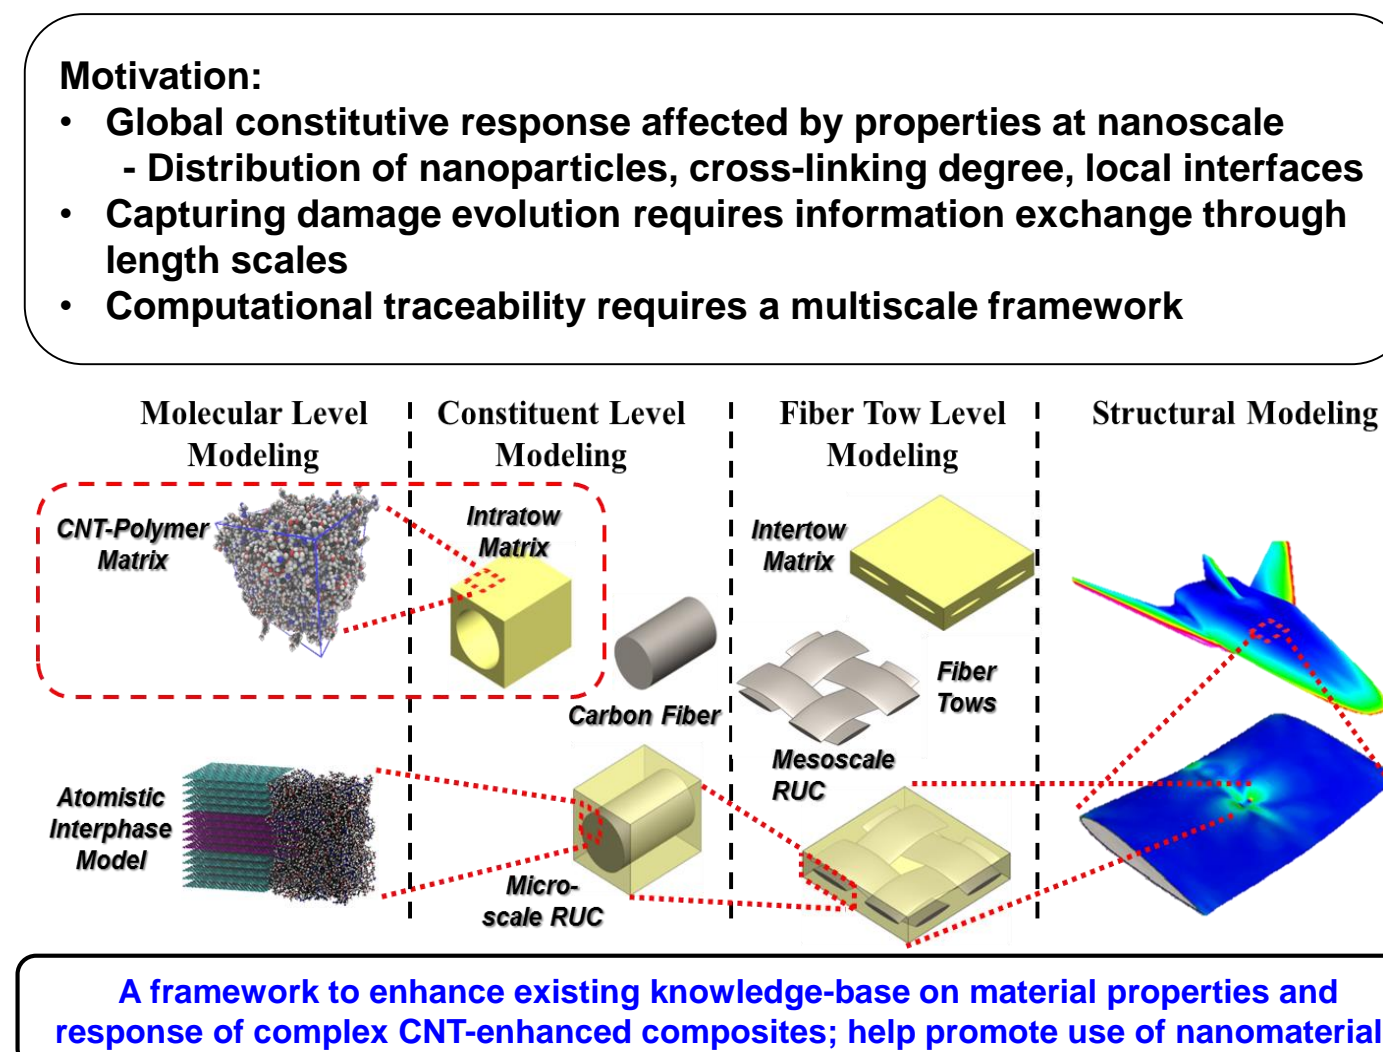 Motivation:
• Global constitutive response affected by properties at nanoscale
- Distribution of nanoparticles, cross-linking degree, local interfaces
• Capturing damage evolution requires information exchange through
length scales
• Computational traceability requires a multiscale framework
Molecular Level
Modeling
Constituent Level
Modeling
Fiber Tow Level
Modeling
Structural Modeling
CNT-Polymer
Matrix
Intratow
Matrix
Intertow
Matrix
Carbon Fiber
Fiber
Tows
Atomistic
Interphase
Model
Micro-
scale RUC
Mesoscale
RUC
A framework to enhance existing knowledge-base on material properties and
response of complex CNT-enhanced composites; help promote use of nanomaterial